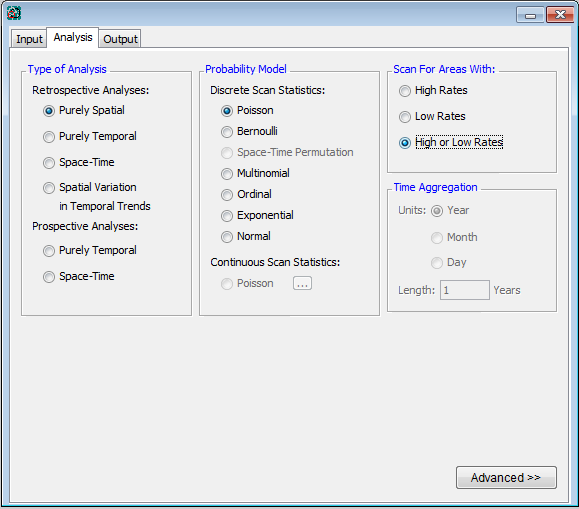 Input
Analysis
Output
Type of Analysis
Retrospective Analyses:
Purely Spatial
Purely Temporal
Space-Time
Spatial Variation
in Temporal Trends
Prospective Analyses:
Purely Temporal
Space-Time
Probability Model
Discrete Scan Statistics:
Poisson
Bernoulli
Space-Time Permutation
Multinomial
Ordinal
Exponential
Normal
Continuous Scan Statistics:
Poisson ...
Scan For Areas With:
High Rates
Low Rates
High or Low Rates
Time Aggregation
Units: Year
Month
Day
Length: 1 Years
Advanced >>